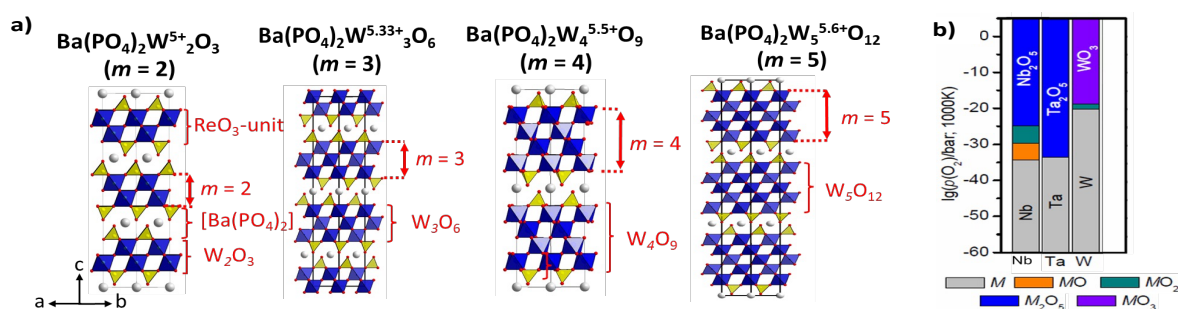 a)
Ba(PO₄)₂W⁵⁺₂O₃
(m = 2)
Ba(PO₄)₂W⁵·³³⁺₃O₆
(m = 3)
Ba(PO₄)₂W₄⁵·⁵⁺O₉
(m = 4)
Ba(PO₄)₂W₅⁵·⁶⁺O₁₂
(m = 5)
ReO₃-unit
m = 2
[Ba(PO₄)₂]
W₂O₃
c
a
b
m = 3
W₃O₆
m = 4
W₄O₉
m = 5
W₅O₁₂
b)
lg(p(O₂)/bar; 1000K)
0
-10
-20
-30
-40
-50
-60
Nb₂O₅
Ta₂O₅
WO₃
Nb
Ta
W
Nb Ta W
M MO MO₂
M₂O₅ MO₃